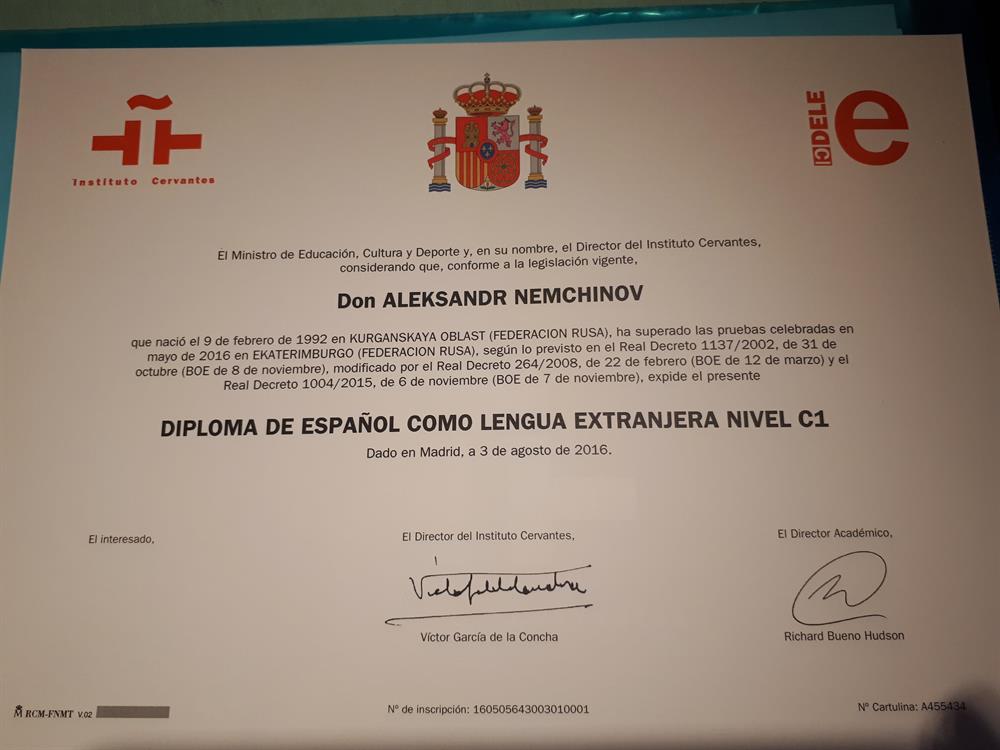 Instituto Cervantes
DELE
e
El Ministro de Educación, Cultura y Deporte y, en su nombre, el Director del Instituto Cervantes,
considerando que, conforme a la legislación vigente,
Don ALEKSANDR NEMCHINOV
que nació el 9 de febrero de 1992 en KURGANSKAYA OBLAST (FEDERACION RUSA), ha superado las pruebas celebradas en
mayo de 2016 en EKATERIMBURGO (FEDERACION RUSA), según lo previsto en el Real Decreto 1137/2002, de 31 de
octubre (BOE de 8 de noviembre), modificado por el Real Decreto 264/2008, de 22 de febrero (BOE de 12 de marzo) y el
Real Decreto 1004/2015, de 6 de noviembre (BOE de 7 de noviembre), expide el presente
DIPLOMA DE ESPAÑOL COMO LENGUA EXTRANJERA NIVEL C1
Dado en Madrid, a 3 de agosto de 2016.
El interesado,
El Director del Instituto Cervantes,
El Director Académico,
Víctor García de la Concha
Richard Bueno Hudson
RCM-FNMT V.02
Nº de inscripción: 160505643003010001
Nº Cartulina: A455434